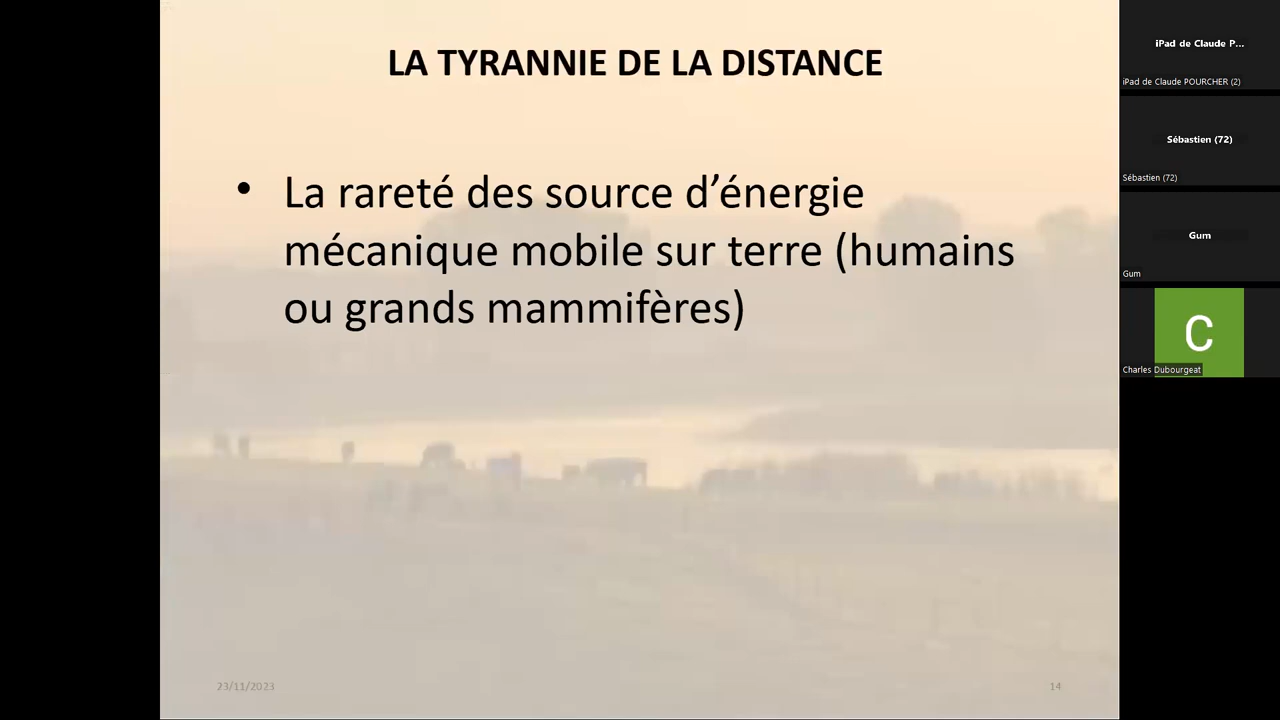 LA TYRANNIE DE LA DISTANCE
• La rareté des source d’énergie
mécanique mobile sur terre (humains
ou grands mammifères)
23/11/2023
14
iPad de Claude P...
iPad de Claude POURCHER (2)
Sébastien (72)
Sébastien (72)
Gum
Gum
C
Charles Dubourgeat